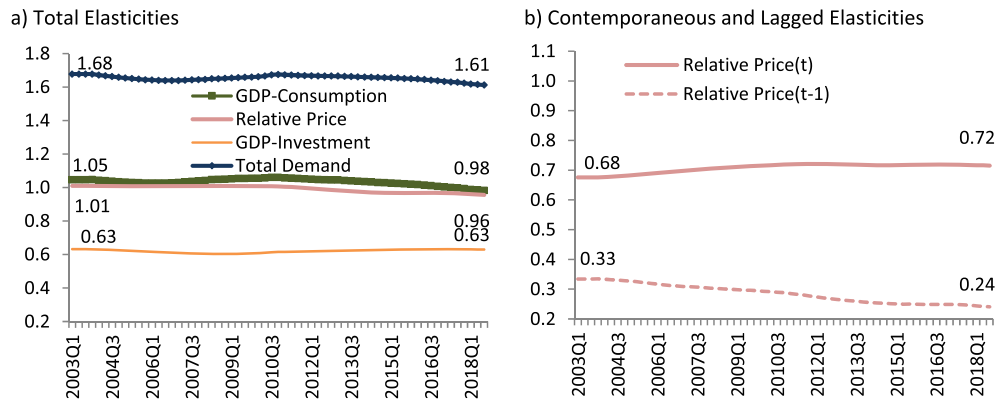 a) Total Elasticities
1.8
1.6
1.4
1.2
1.0
0.8
0.6
0.4
0.2
1.68
1.61
GDP-Consumption
Relative Price
GDP-Investment
Total Demand
1.05
0.98
1.01
0.96
0.63
0.63
2003Q1
2004Q3
2006Q1
2007Q3
2009Q1
2010Q3
2012Q1
2013Q3
2015Q1
2016Q3
2018Q1
b) Contemporaneous and Lagged Elasticities
1.1
1.0
0.9
0.8
0.7
0.6
0.5
0.4
0.3
0.2
Relative Price(t)
Relative Price(t-1)
0.68
0.72
0.33
0.24
2003Q1
2004Q3
2006Q1
2007Q3
2009Q1
2010Q3
2012Q1
2013Q3
2015Q1
2016Q3
2018Q1